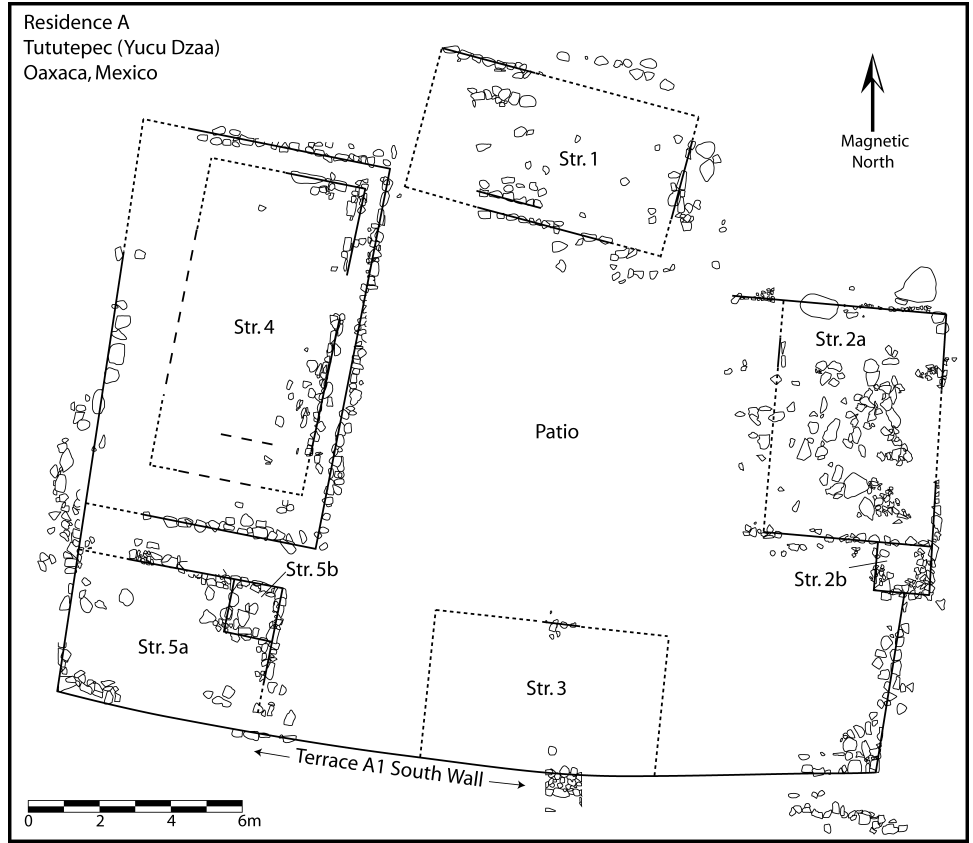 Residence A
Tututepec (Yucu Dzaa)
Oaxaca, Mexico
Magnetic
North
Str. 1
Str. 4
Str. 2a
Patio
Str. 5b
Str. 2b
Str. 5a
Str. 3
Terrace A1 South Wall
0 2 4 6m